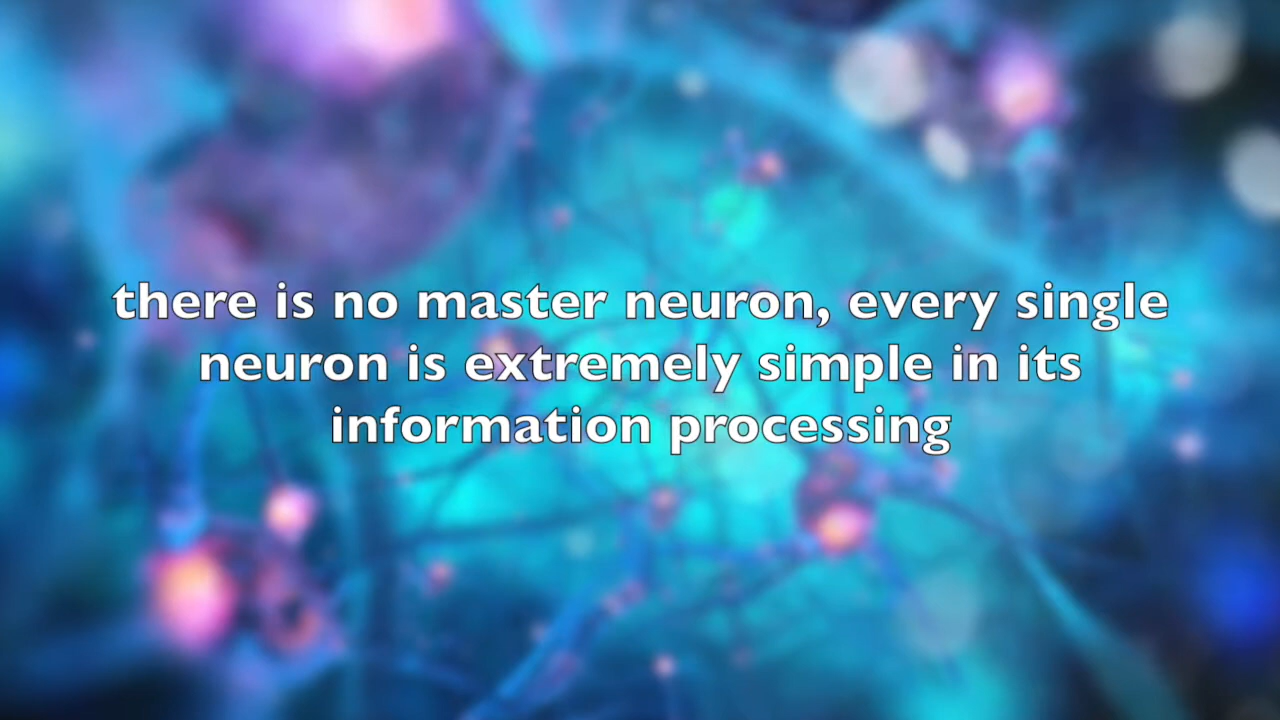 there is no master neuron, every single
neuron is extremely simple in its
information processing